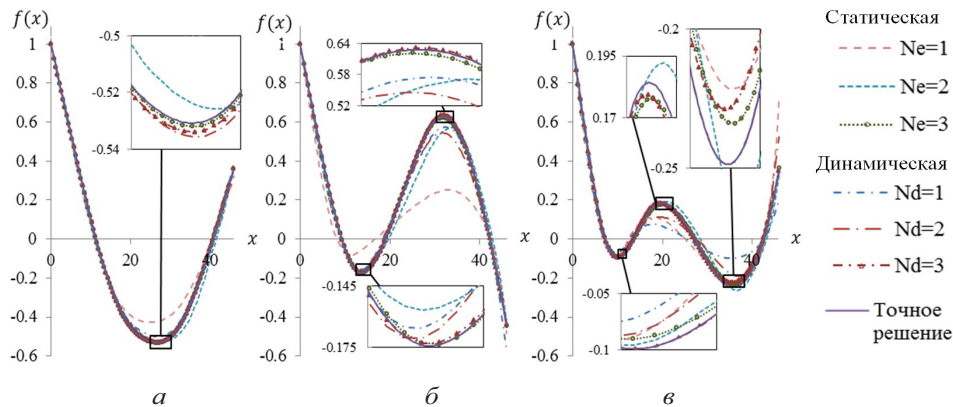 f(x)
1
0.8
0.6
0.4
0.2
0
-0.2
-0.4
-0.6
20
40
x
-0.5
-0.52
-0.54
а
f(x)
1
0.8
0.6
0.4
0.2
0
-0.2
-0.4
-0.6
20
40
x
0.64
0.58
0.52
-0.145
-0.175
б
f(x)
1
0.8
0.6
0.4
0.2
0
-0.2
-0.4
-0.6
20
40
x
0.195
0.17
-0.2
-0.25
-0.05
-0.1
в
Статическая
Ne=1
Ne=2
Ne=3
Динамическая
Nd=1
Nd=2
Nd=3
Точное
решение